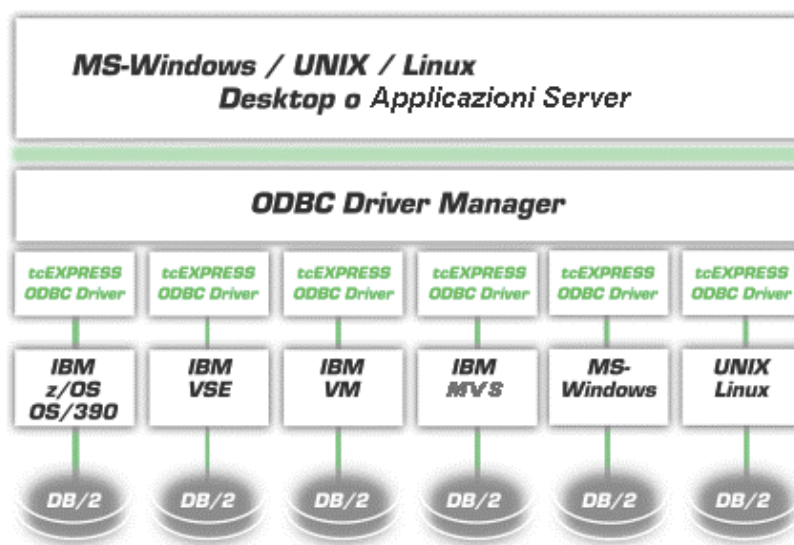 MS-Windows / UNIX / Linux
Desktop o Applicazioni Server
ODBC Driver Manager
tcEXPRESS
ODBC Driver
tcEXPRESS
ODBC Driver
tcEXPRESS
ODBC Driver
tcEXPRESS
ODBC Driver
tcEXPRESS
ODBC Driver
tcEXPRESS
ODBC Driver
IBM
z/OS
OS/390
IBM
VSE
IBM
VM
IBM
MVS
MS-
Windows
UNIX
Linux
DB/2
DB/2
DB/2
DB/2
DB/2
DB/2